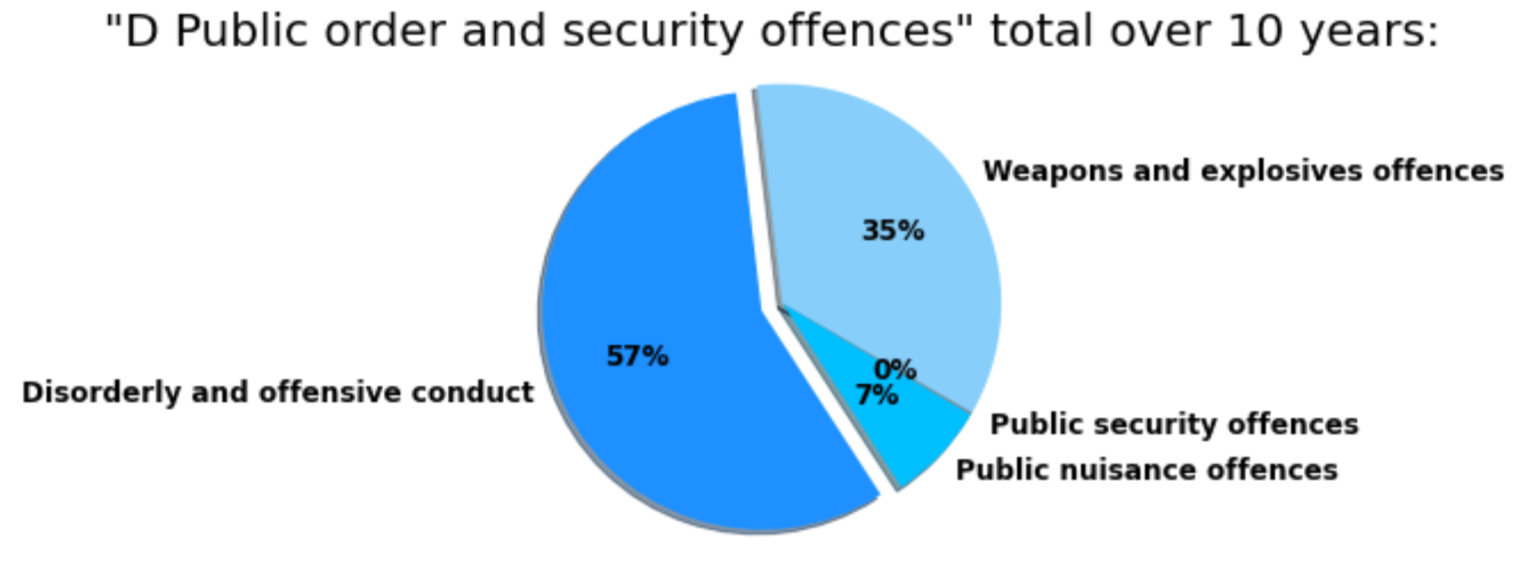 "D Public order and security offences" total over 10 years:
Weapons and explosives offences
35%
57%
0%
7%
Disorderly and offensive conduct
Public security offences
Public nuisance offences